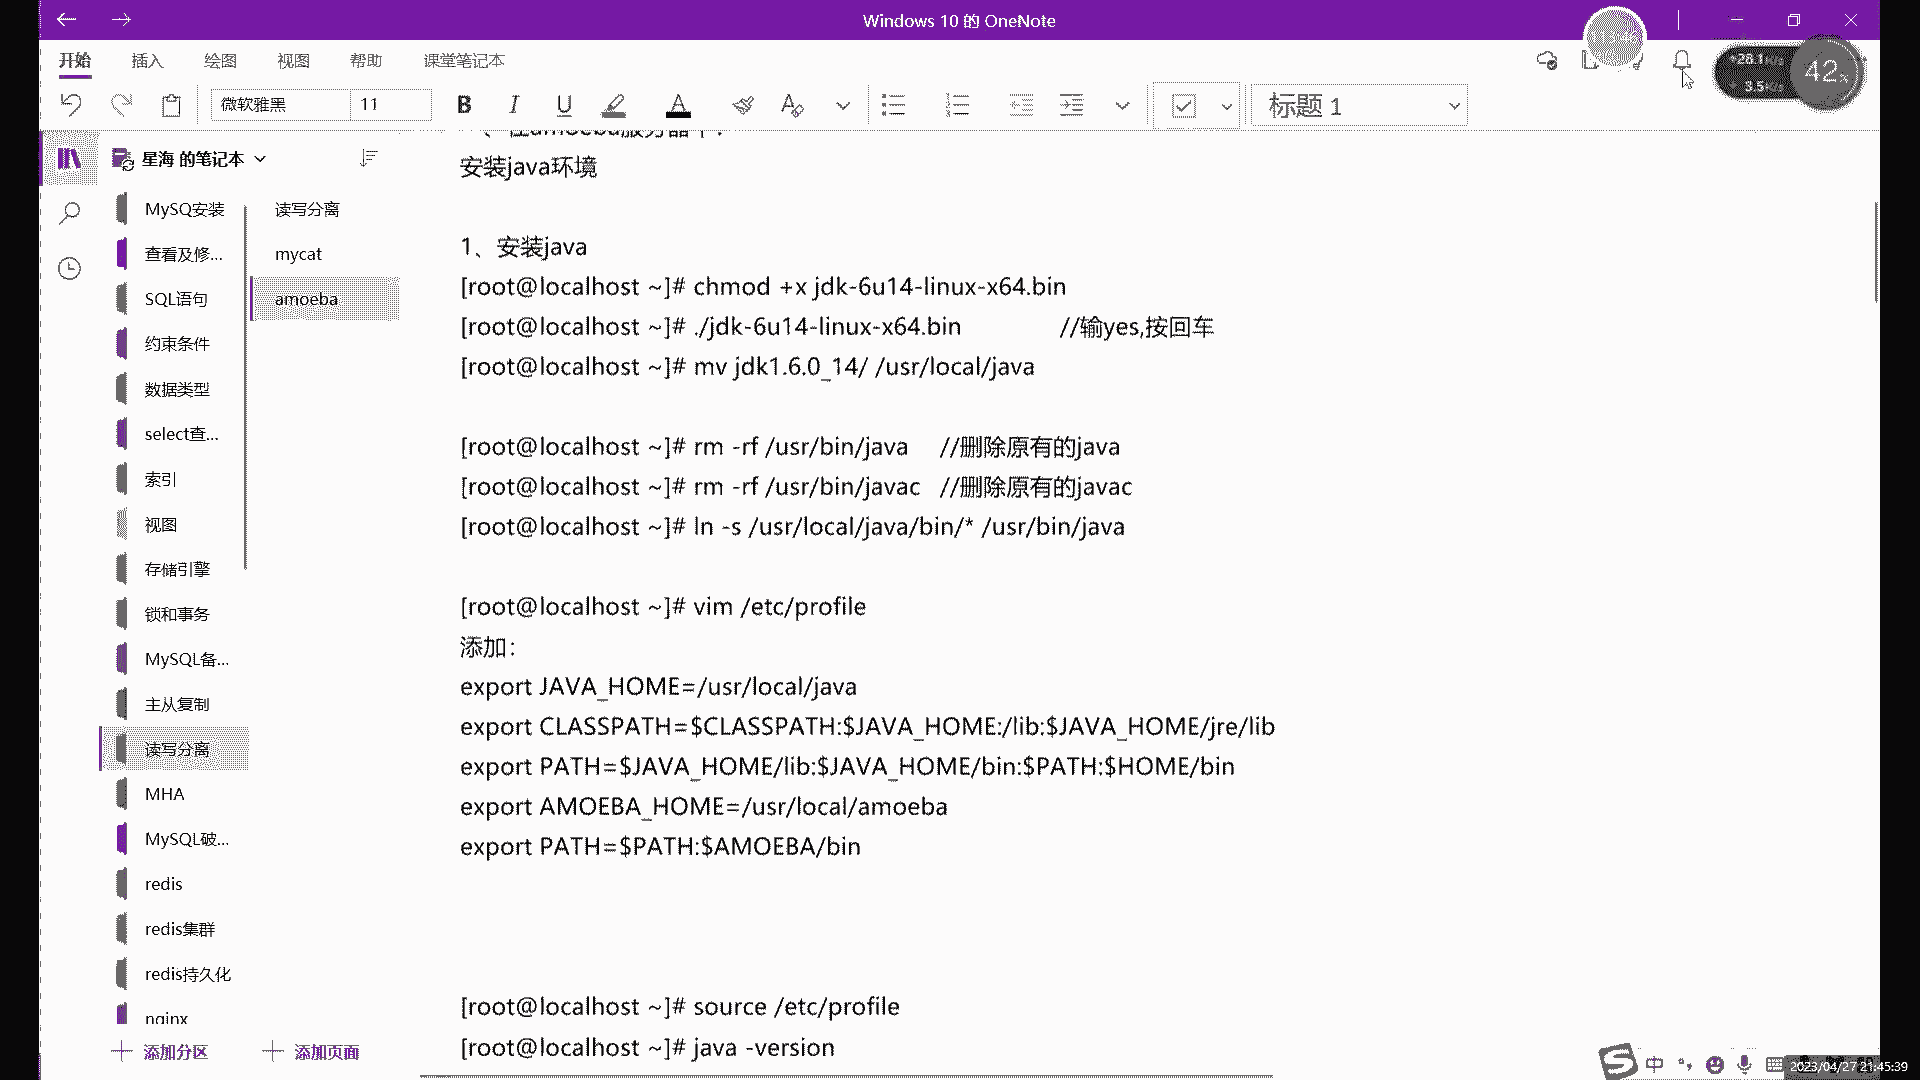 Windows 10 的 OneNote
开始 插入 绘图 视图 帮助 课堂笔记本
28.1K/s
3.5K/s
42%
微软雅黑 11 B I U A A 标题 1
星海 的笔记本
MySQ安装
查看及修...
SQL语句
约束条件
数据类型
select查...
索引
视图
存储引擎
锁和事务
MySQL备...
主从复制
读写分离
MHA
MySQL破...
redis
redis集群
redis持久化
nginx
添加分区
读写分离
mycat
amoeba
添加页面
安装java环境
1、安装java
[root@localhost ~]# chmod +x jdk-6u14-linux-x64.bin
[root@localhost ~]# ./jdk-6u14-linux-x64.bin //输yes,按回车
[root@localhost ~]# mv jdk1.6.0_14/ /usr/local/java
[root@localhost ~]# rm -rf /usr/bin/java //删除原有的java
[root@localhost ~]# rm -rf /usr/bin/javac //删除原有的javac
[root@localhost ~]# ln -s /usr/local/java/bin/* /usr/bin/java
[root@localhost ~]# vim /etc/profile
添加：
export JAVA_HOME=/usr/local/java
export CLASSPATH=$CLASSPATH:$JAVA_HOME:/lib:$JAVA_HOME/jre/lib
export PATH=$JAVA_HOME/lib:$JAVA_HOME/bin:$PATH:$HOME/bin
export AMOEBA_HOME=/usr/local/amoeba
export PATH=$PATH:$AMOEBA/bin
[root@localhost ~]# source /etc/profile
[root@localhost ~]# java -version
中
2023/04/27 21:45:39